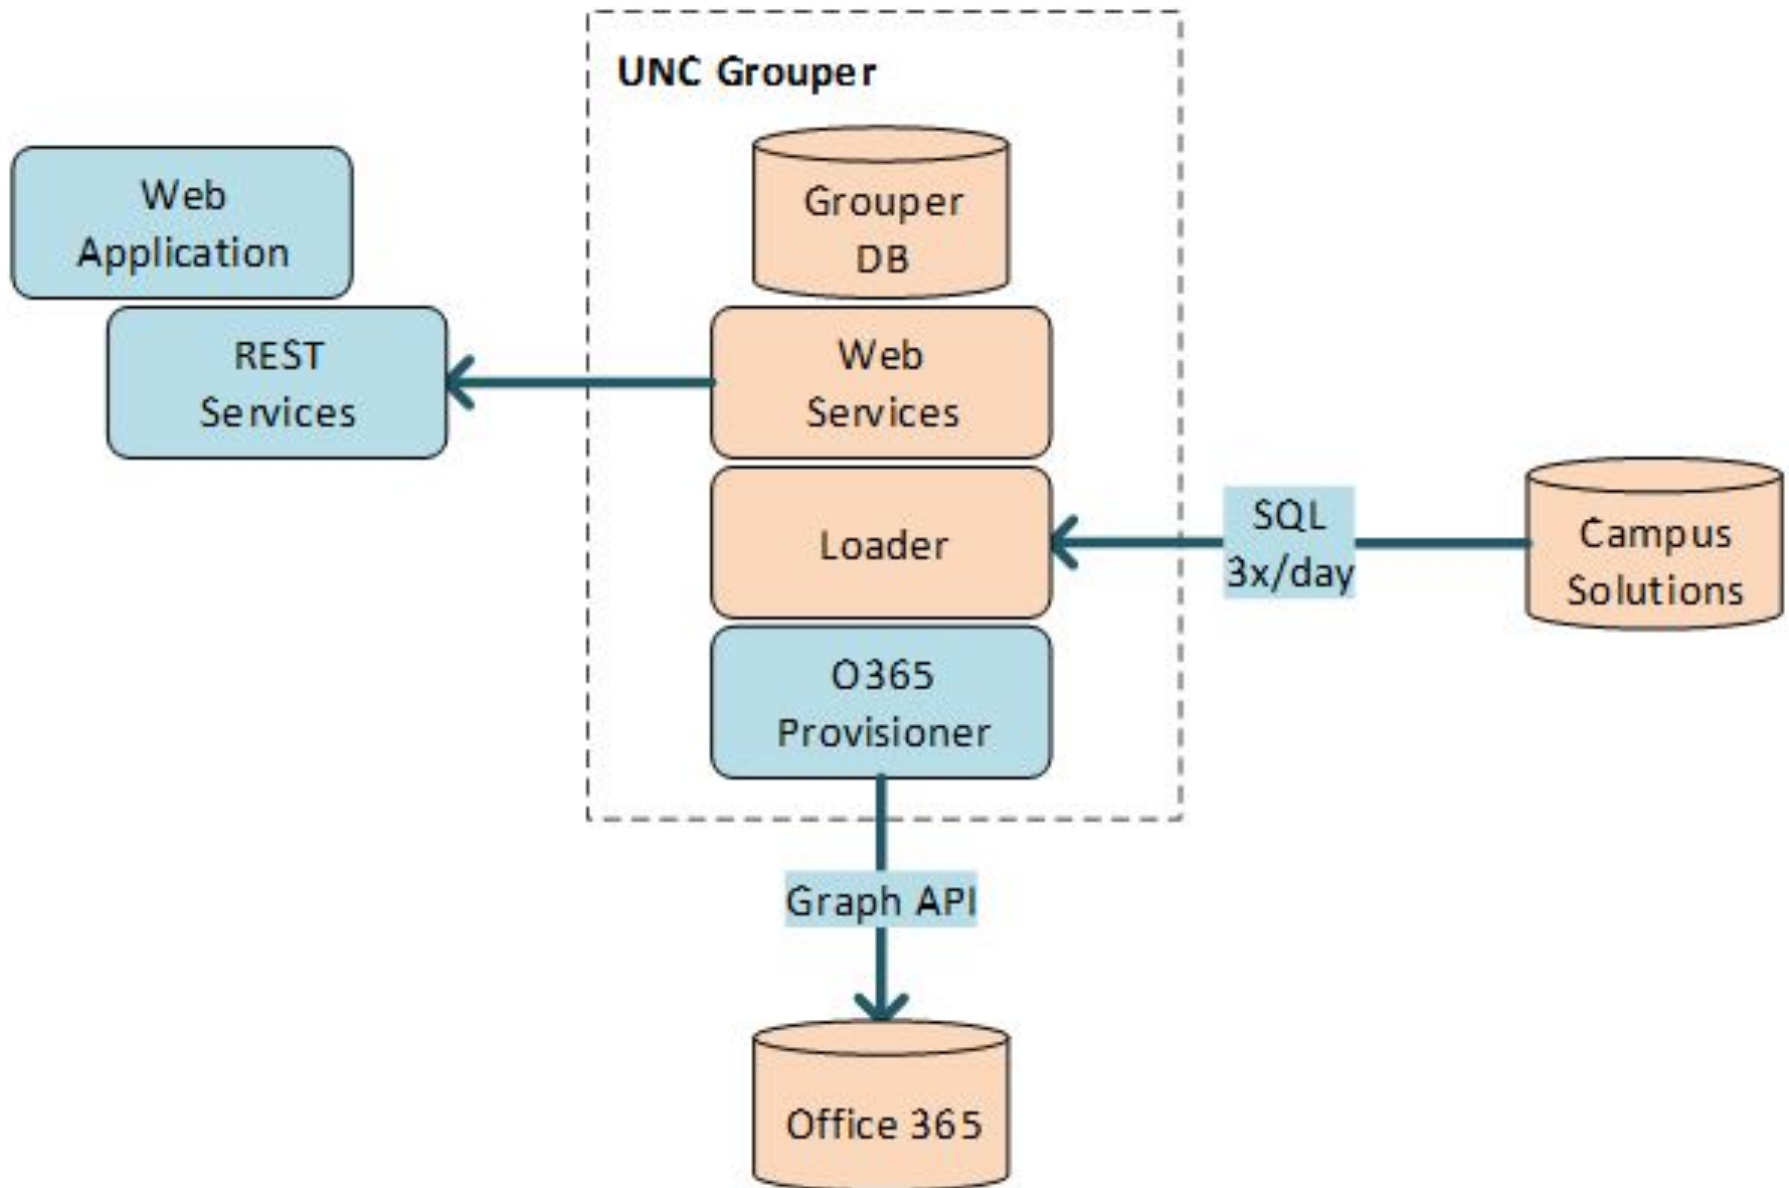 UNC Grouper
Grouper
DB
Web
Application
REST
Services
Web
Services
Loader
SQL
3x/day
Campus
Solutions
O365
Provisioner
Graph API
Office 365